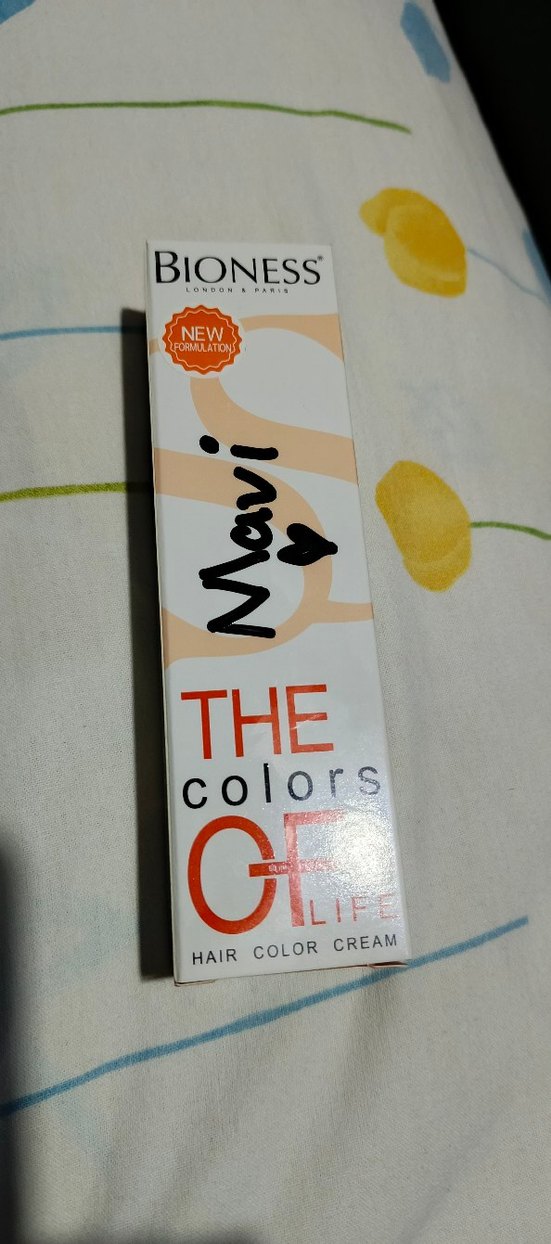 BIONESS®
LONDON & PARIS
NEW
FORMULATION
Mavi
THE
colors
OF
LIFE
HAIR COLOR CREAM